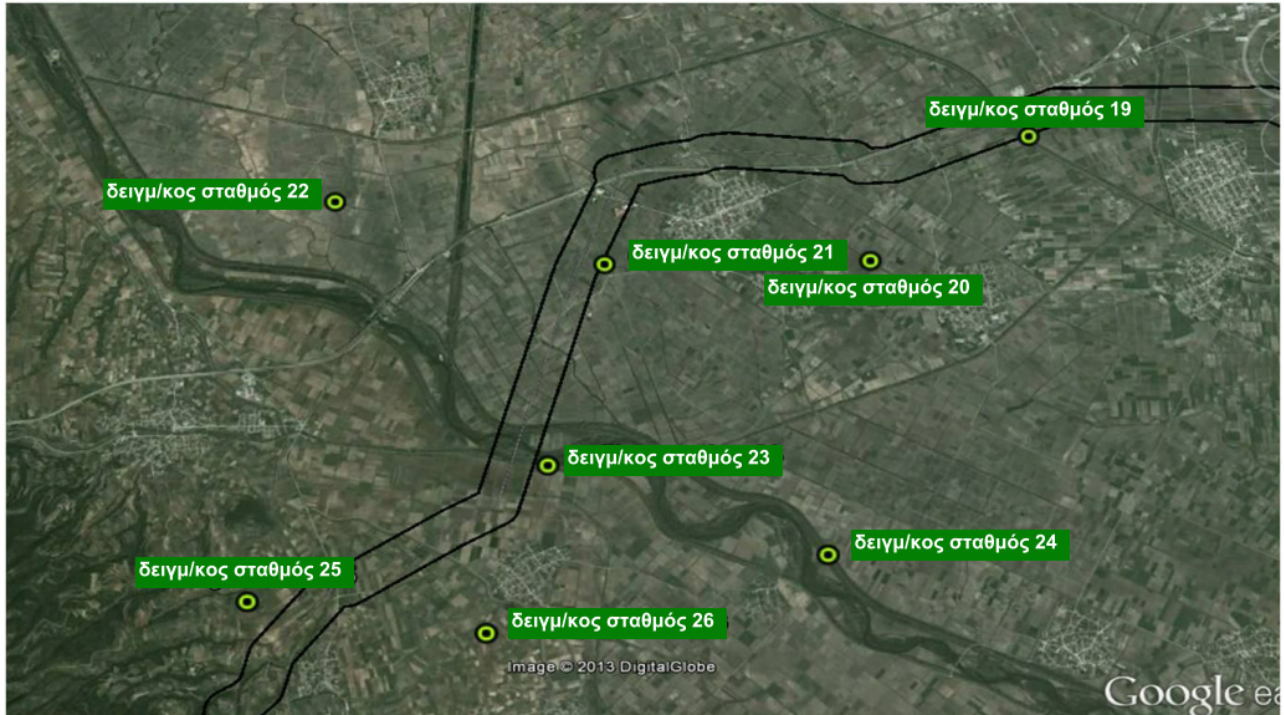 δειγμ/κος σταθμός 19
δειγμ/κος σταθμός 22
δειγμ/κος σταθμός 21
δειγμ/κος σταθμός 20
δειγμ/κος σταθμός 23
δειγμ/κος σταθμός 24
δειγμ/κος σταθμός 25
δειγμ/κος σταθμός 26
Image © 2013 DigitalGlobe
Google ea